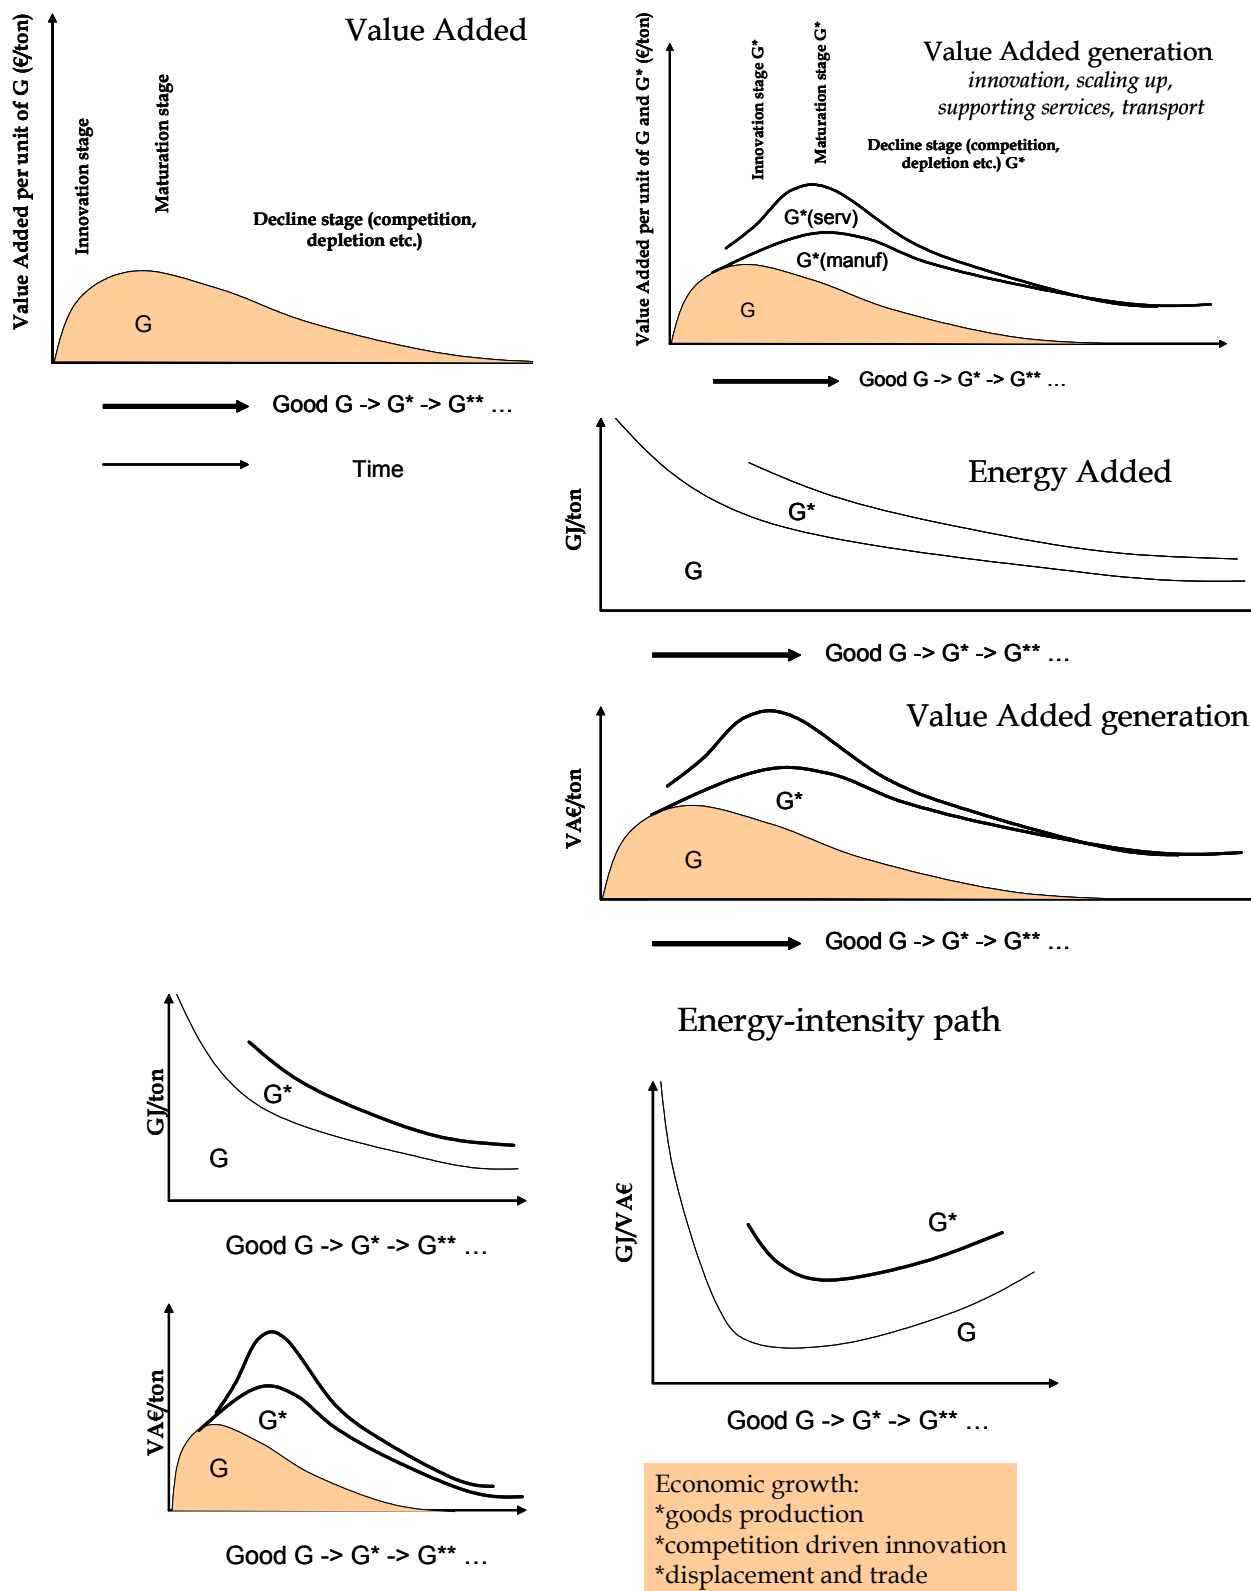 Value Added
Value Added per unit of G (€/ton)
Innovation stage
Maturation stage
Decline stage (competition,
depletion etc.)
G
Good G -> G* -> G** ...
Time
Value Added generation
innovation, scaling up,
supporting services, transport
Value Added per unit of G and G* (€/ton)
Innovation stage G*
Maturation stage G*
Decline stage (competition,
depletion etc.) G*
G*(serv)
G*(manuf)
G
Good G -> G* -> G** ...
Energy Added
GJ/ton
G*
G
Good G -> G* -> G** ...
Value Added generation
VA€/ton
G*
G
Good G -> G* -> G** ...
GJ/ton
G*
G
Good G -> G* -> G** ...
VA€/ton
G*
G
Good G -> G* -> G** ...
Energy-intensity path
GJ/VA€
G*
G
Good G -> G* -> G** ...
Economic growth:
*goods production
*competition driven innovation
*displacement and trade